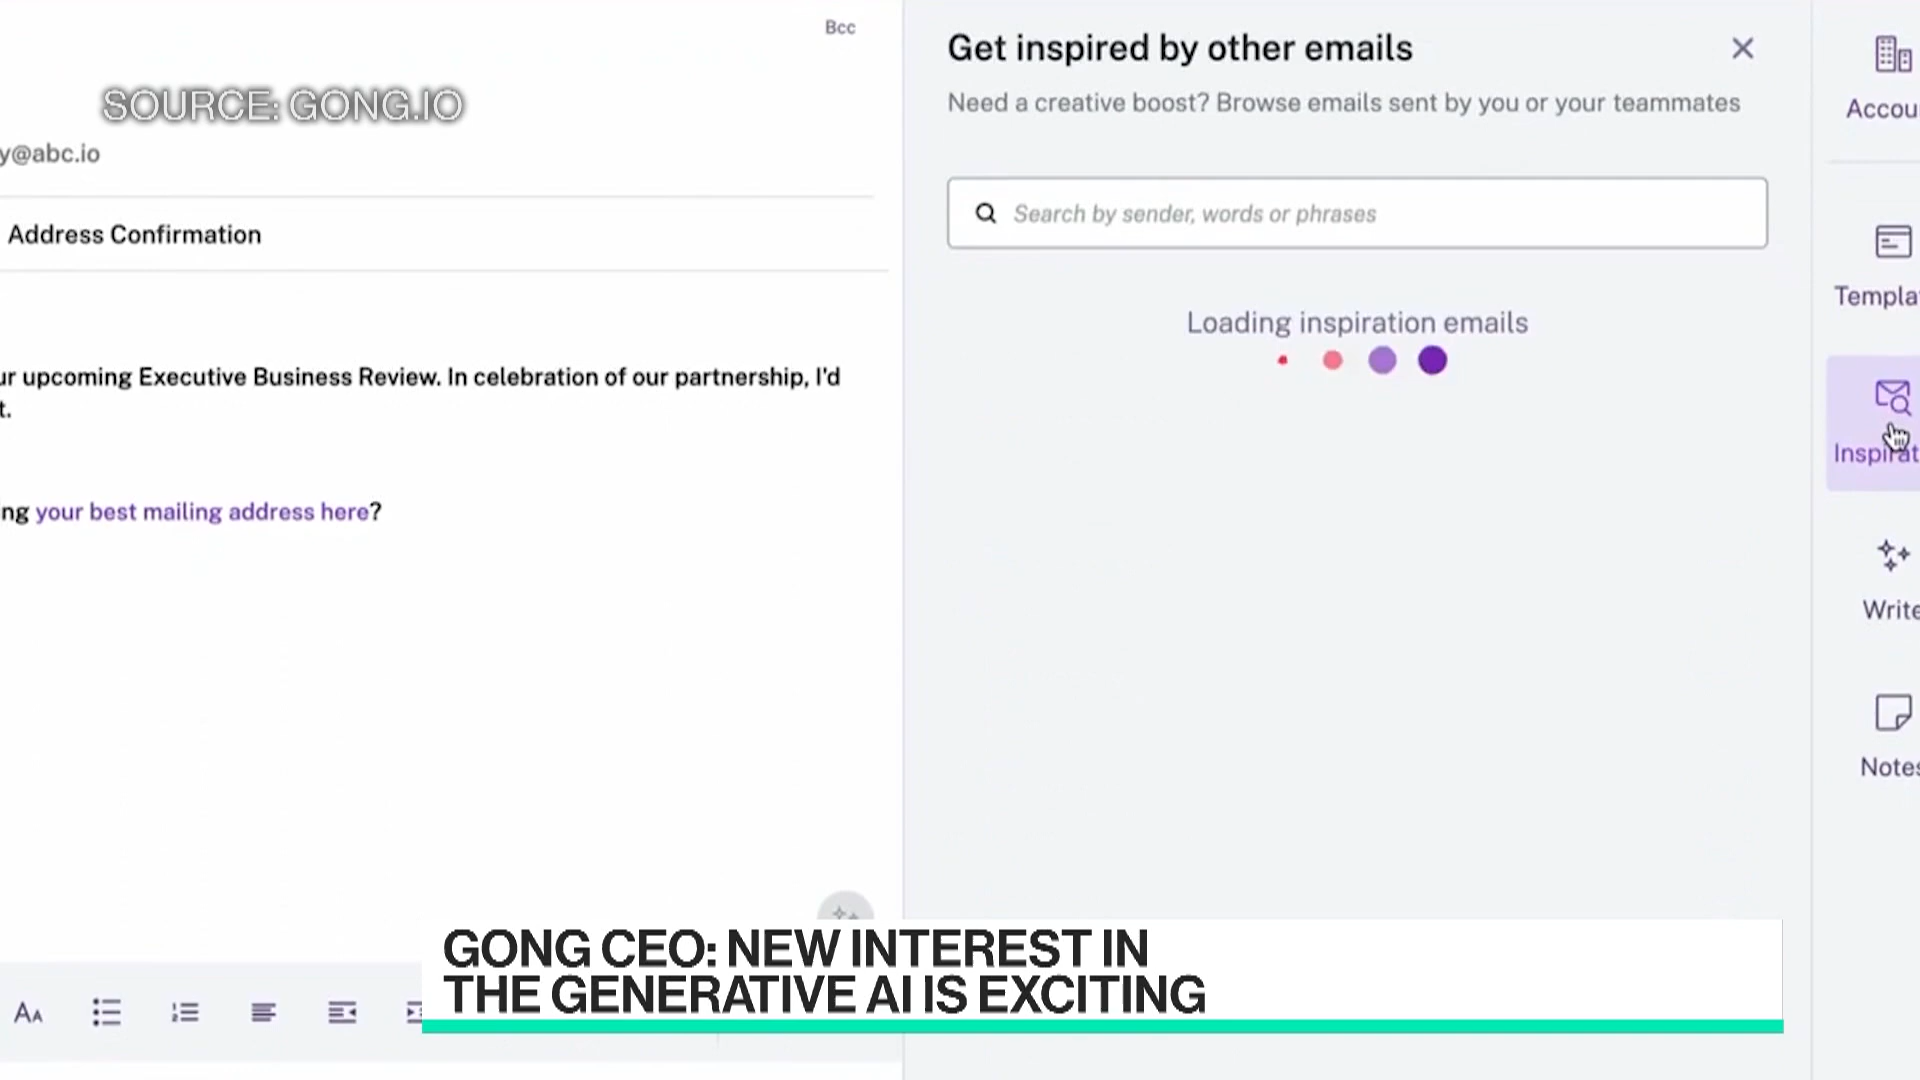 Bcc
SOURCE: GONG.IO
y@abc.io
Address Confirmation
ur upcoming Executive Business Review. In celebration of our partnership, I'd
t.
ng your best mailing address here?
Get inspired by other emails
Need a creative boost? Browse emails sent by you or your teammates
Search by sender, words or phrases
Loading inspiration emails
Accou
Templa
Inspirat
Write
Notes
GONG CEO: NEW INTEREST IN
THE GENERATIVE AI IS EXCITING